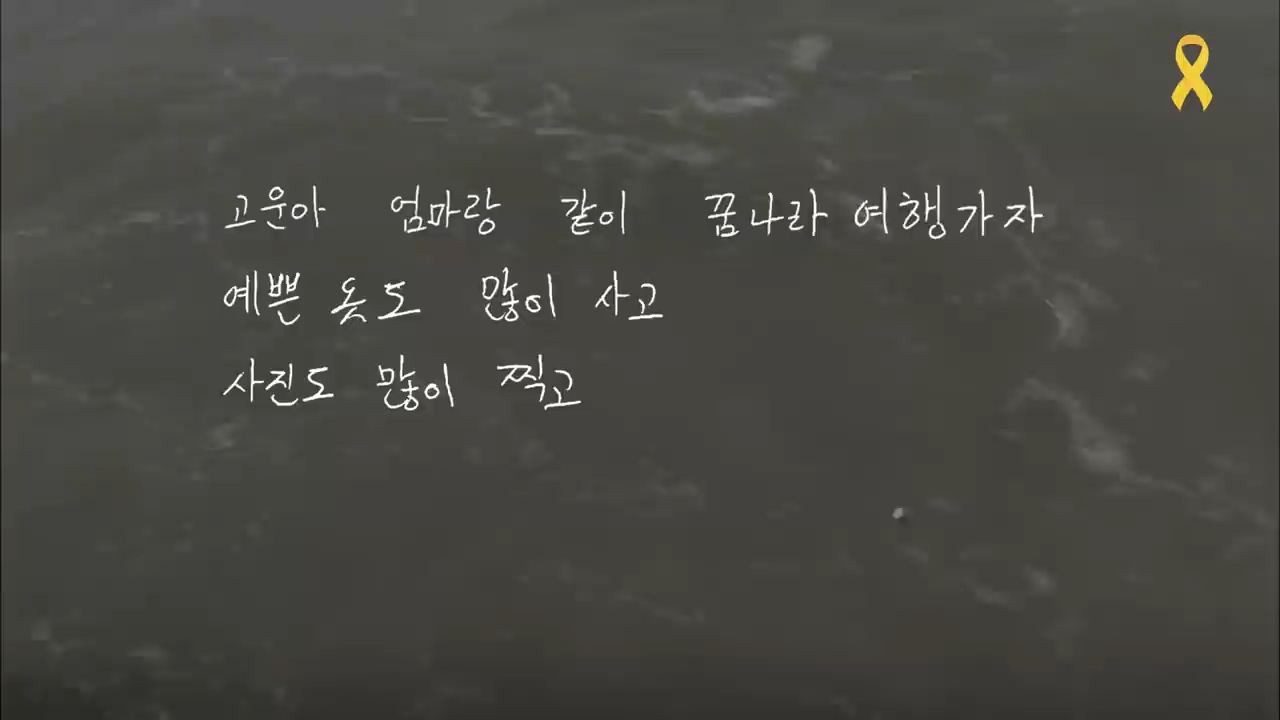 고운아 엄마랑 같이 꿈나라 여행가자
예쁜 옷도 많이 사고
사진도 많이 찍고